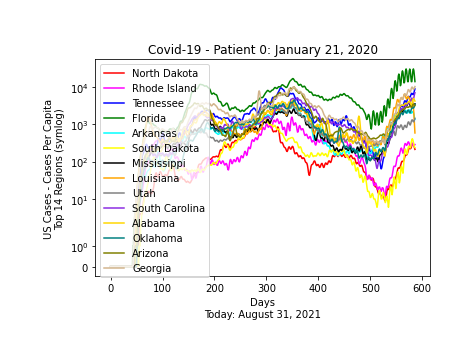 Covid-19 - Patient 0: January 21, 2020
US Cases - Cases Per Capita
Top 14 Regions (symlog)
10⁴
10³
10²
10¹
10⁰
0
North Dakota
Rhode Island
Tennessee
Florida
Arkansas
South Dakota
Mississippi
Louisiana
Utah
South Carolina
Alabama
Oklahoma
Arizona
Georgia
0 100 200 300 400 500 600
Days
Today: August 31, 2021